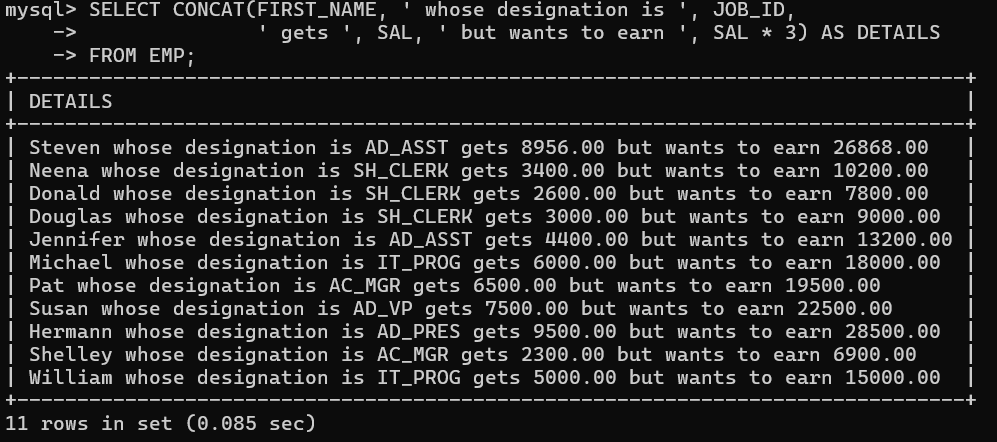 mysql> SELECT CONCAT(FIRST_NAME, ' whose designation is ', JOB_ID,
    ->                 ' gets ', SAL, ' but wants to earn ', SAL * 3) AS DETAILS
    -> FROM EMP;
+-------------------------------------------------------------------------------+
| DETAILS                                                                       |
+-------------------------------------------------------------------------------+
| Steven whose designation is AD_ASST gets 8956.00 but wants to earn 26868.00   |
| Neena whose designation is SH_CLERK gets 3400.00 but wants to earn 10200.00   |
| Donald whose designation is SH_CLERK gets 2600.00 but wants to earn 7800.00   |
| Douglas whose designation is SH_CLERK gets 3000.00 but wants to earn 9000.00  |
| Jennifer whose designation is AD_ASST gets 4400.00 but wants to earn 13200.00 |
| Michael whose designation is IT_PROG gets 6000.00 but wants to earn 18000.00  |
| Pat whose designation is AC_MGR gets 6500.00 but wants to earn 19500.00       |
| Susan whose designation is AD_VP gets 7500.00 but wants to earn 22500.00      |
| Hermann whose designation is AD_PRES gets 9500.00 but wants to earn 28500.00  |
| Shelley whose designation is AC_MGR gets 2300.00 but wants to earn 6900.00    |
| William whose designation is IT_PROG gets 5000.00 but wants to earn 15000.00  |
+-------------------------------------------------------------------------------+
11 rows in set (0.085 sec)